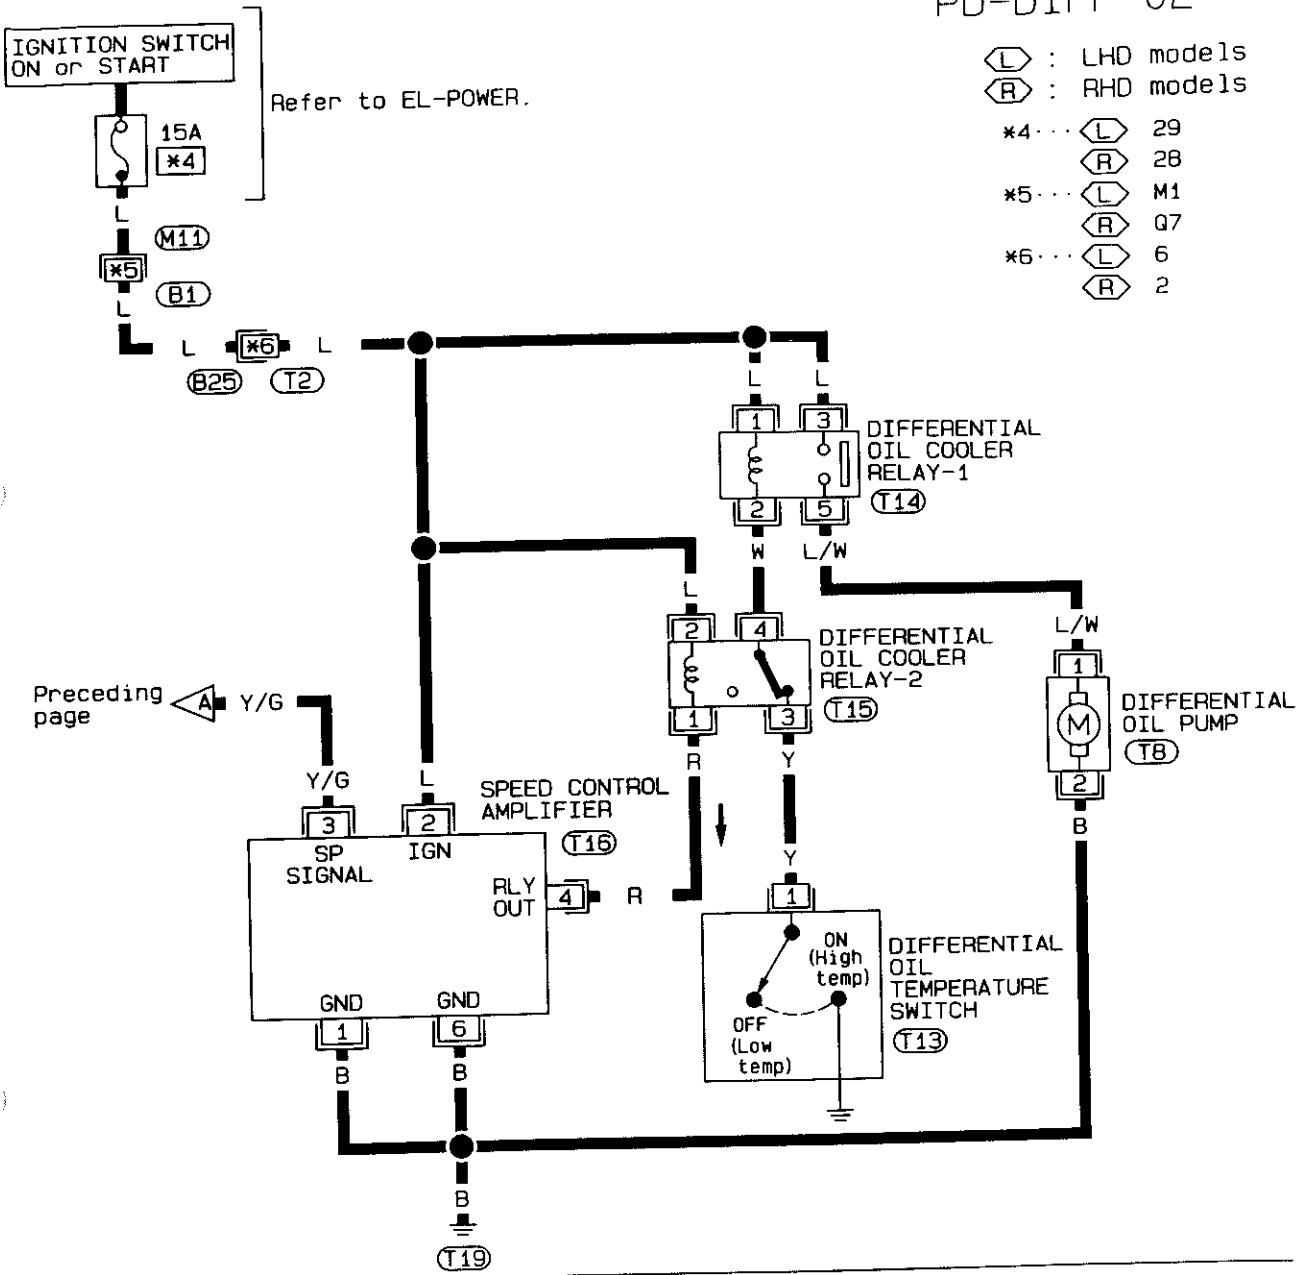 PD-DIFF-02
IGNITION SWITCH
ON or START
Refer to EL-POWER.
15A
*4
L : LHD models
R : RHD models
*4··· L 29
R 28
*5··· L M1
R Q7
*6··· L 6
R 2
L
M11
*5
B1
L
L *6 L
B25 T2
L L
1 3
DIFFERENTIAL
OIL COOLER
RELAY-1
T14
2 5
W L/W
L
2 4
DIFFERENTIAL
OIL COOLER
RELAY-2
T15
1 3
R Y
L/W
1
M
DIFFERENTIAL
OIL PUMP
T8
2
B
Preceding
page
A Y/G
Y/G L
3 2
SPEED CONTROL
AMPLIFIER
T16
SP
SIGNAL
IGN
RLY
OUT
4 R
GND GND
1 6
B B
Y
1
ON
(High
temp)
OFF
(Low
temp)
DIFFERENTIAL
OIL
TEMPERATURE
SWITCH
T13
B
T19